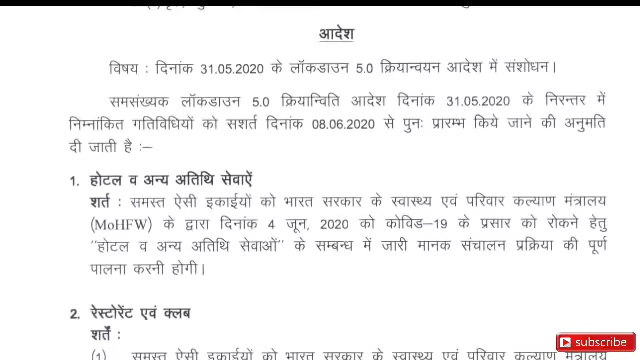 आदेश
विषय : दिनांक 31.05.2020 के लॉकडाउन 5.0 क्रियान्वयन आदेश में संशोधन।
समसंख्यक लॉकडाउन 5.0 क्रियान्विति आदेश दिनांक 31.05.2020 के निरन्तर में
निम्नांकित गतिविधियों को सशर्त दिनांक 08.06.2020 से पुनः प्रारम्भ किये जाने की अनुमति
दी जाती है :–
1. होटल व अन्य अतिथि सेवाऐं
शर्त : समस्त ऐसी इकाईयों को भारत सरकार के स्वास्थ्य एवं परिवार कल्याण मंत्रालय
(MoHFW) के द्वारा दिनांक 4 जून, 2020 को कोविड–19 के प्रसार को रोकने हेतु
"होटल व अन्य अतिथि सेवाओं" के सम्बन्ध में जारी मानक संचालन प्रक्रिया की पूर्ण
पालना करनी होगी।
2. रेस्टोरेंट एवं क्लब
शर्तें :
(1) समस्त ऐसी इकाईयों को भारत सरकार के स्वास्थ्य एवं परिवार कल्याण
subscribe